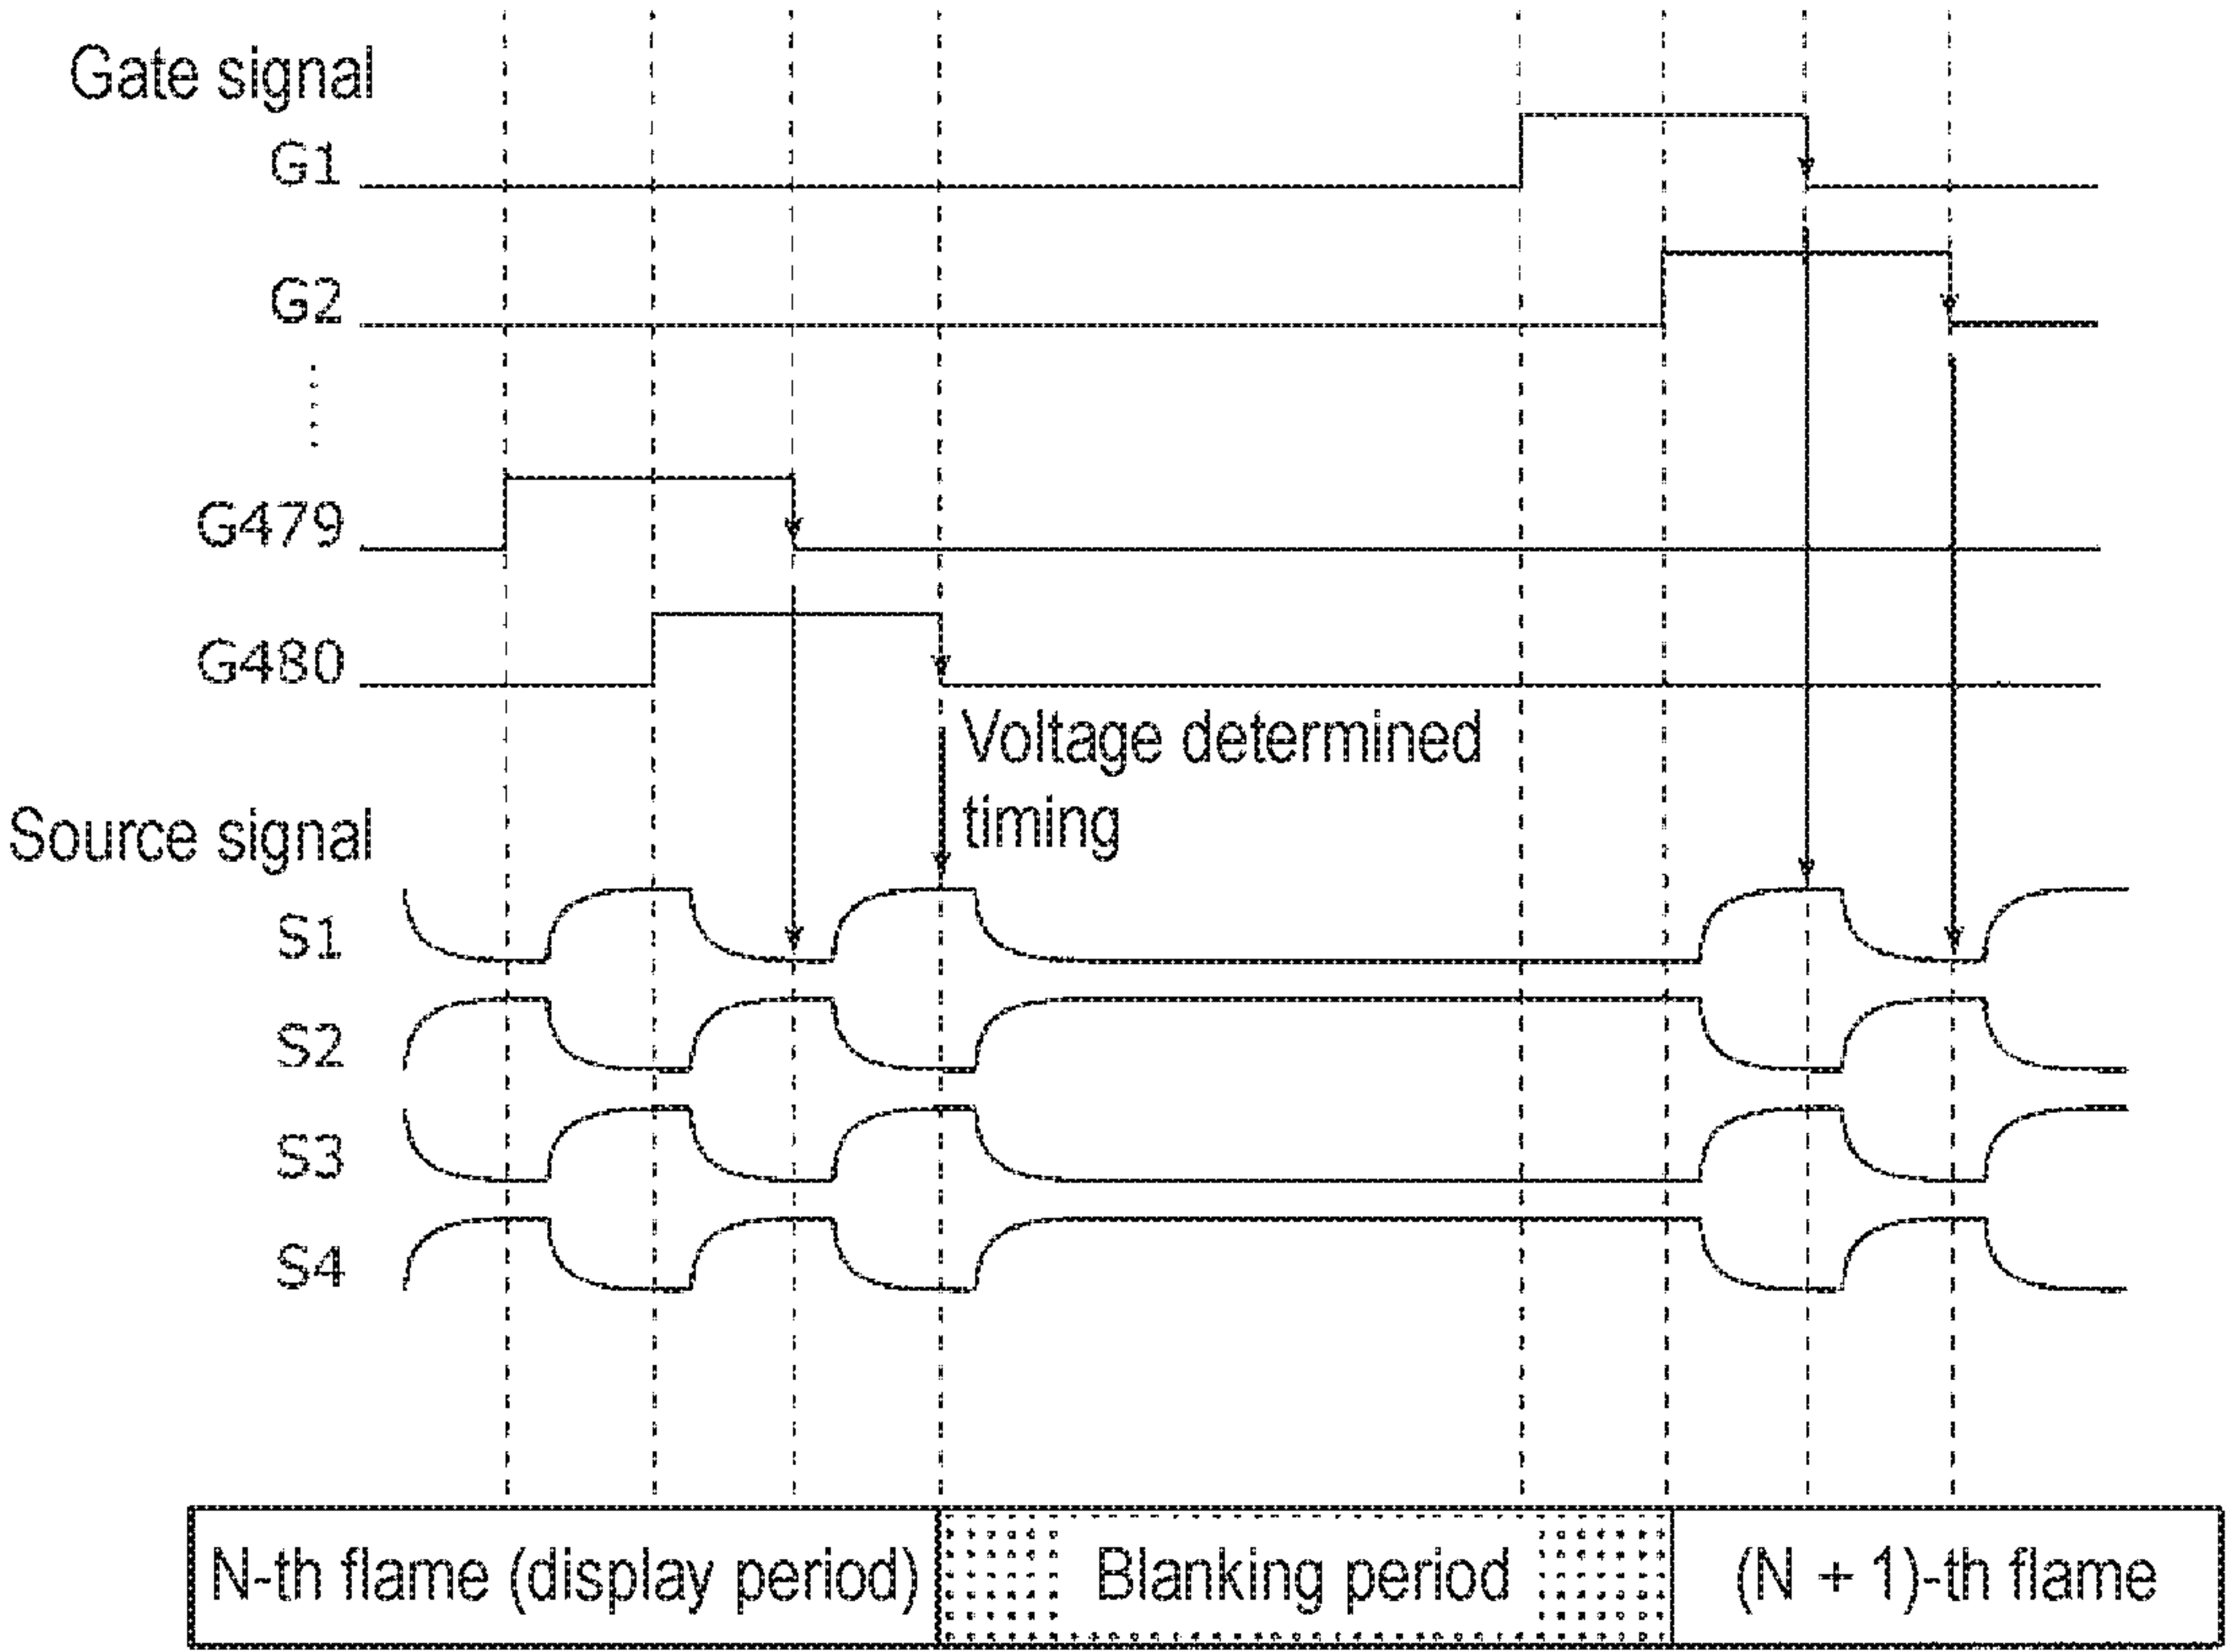 Gate signal
G1
G2
G479
G480
Voltage determined
timing
Source signal
S1
S2
S3
S4
N-th flame (display period)
Blanking period
(N + 1)-th flame